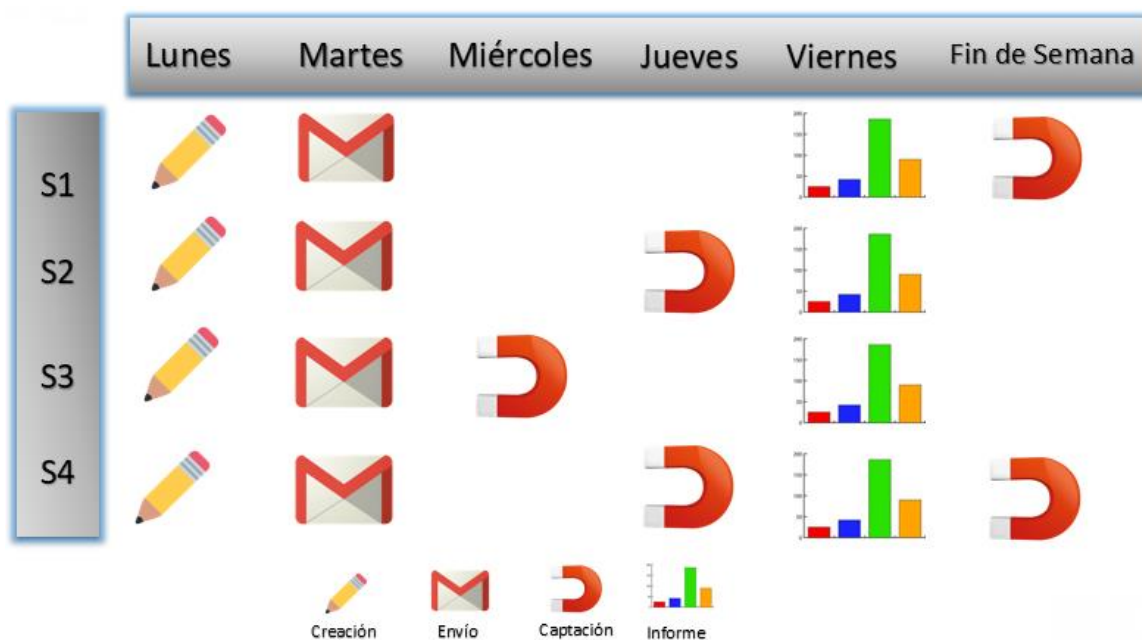 Lunes Martes Miércoles Jueves Viernes Fin de Semana
S1
S2
S3
S4
Creación Envío Captación Informe